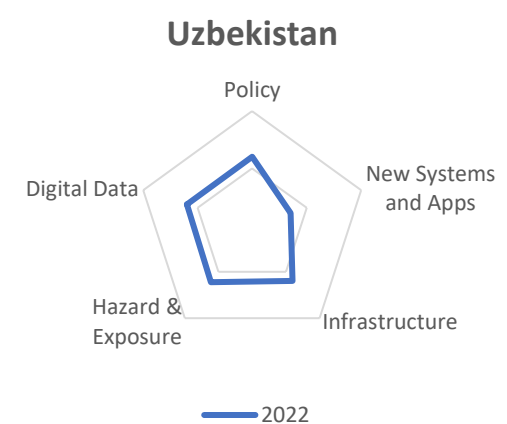 Uzbekistan
Policy
New Systems
and Apps
Digital Data
Hazard &
Exposure
Infrastructure
2022